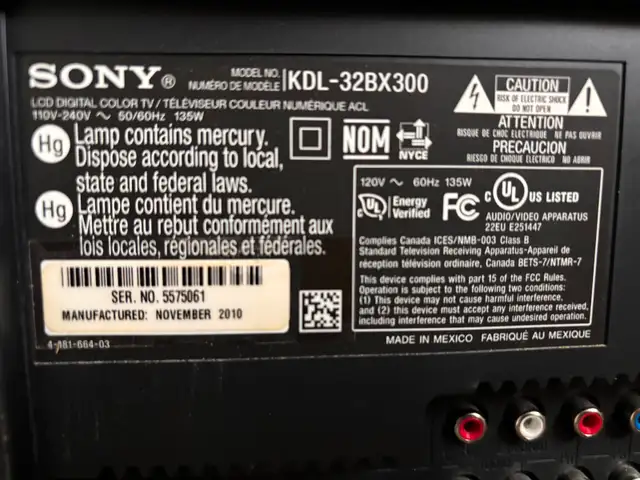 SONY®
MODEL NO.
NUMÉRO DE MODÈLE
KDL-32BX300
LCD DIGITAL COLOR TV / TÉLÉVISEUR COULEUR NUMÉRIQUE ACL
110V-240V ~ 50/60Hz 135W
Hg
Lamp contains mercury.
Dispose according to local,
state and federal laws.
Hg
Lampe contient du mercure.
Mettre au rebut conformément aux
lois locales, régionales et fédérales.
NOM
NYCE
CAUTION
RISK OF ELECTRIC SHOCK
DO NOT OPEN
ATTENTION
RISQUE DE CHOC ELECTRIQUE NE PAS OUVRIR
PRECAUCION
RIESGO DE CHOQUE ELECTRICO NO ABRIR
120V ~ 60Hz 135W
c UL
Energy
Verified
FC
c UL US LISTED
AUDIO/VIDEO APPARATUS
22EU E251447
Complies Canada ICES/NMB-003 Class B
Standard Television Receiving Apparatus-Appareil de
réception télévision ordinaire, Canada BETS-7/NTMR-7
This device complies with part 15 of the FCC Rules.
Operation is subject to the following two conditions:
(1) This device may not cause harmful interference,
and (2) this device must accept any interference received,
including interference that may cause undesired operation.
MADE IN MEXICO FABRIQUÉ AU MEXIQUE
SER. NO. 5575061
MANUFACTURED: NOVEMBER 2010
4-181-664-03